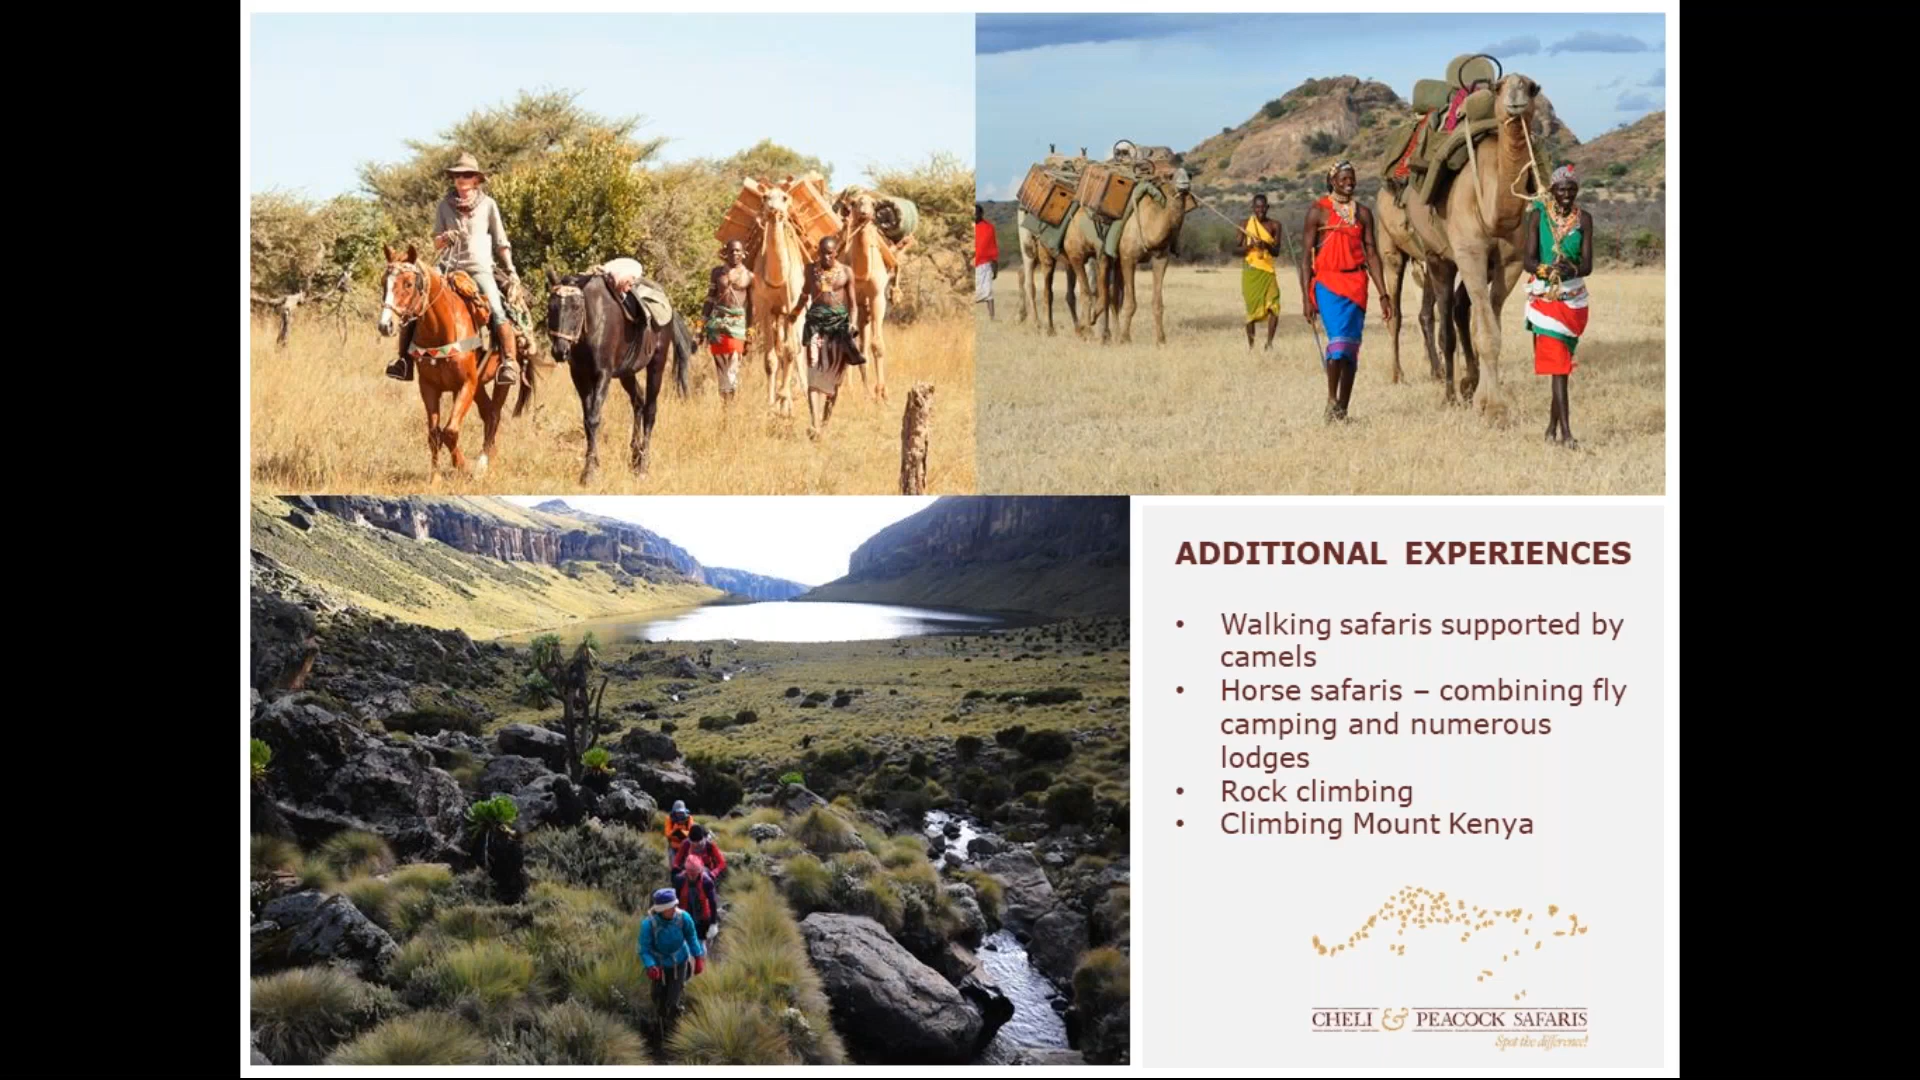 ADDITIONAL EXPERIENCES
• Walking safaris supported by
camels
• Horse safaris – combining fly
camping and numerous
lodges
• Rock climbing
• Climbing Mount Kenya
CHELI & PEACOCK SAFARIS
Spot the difference!